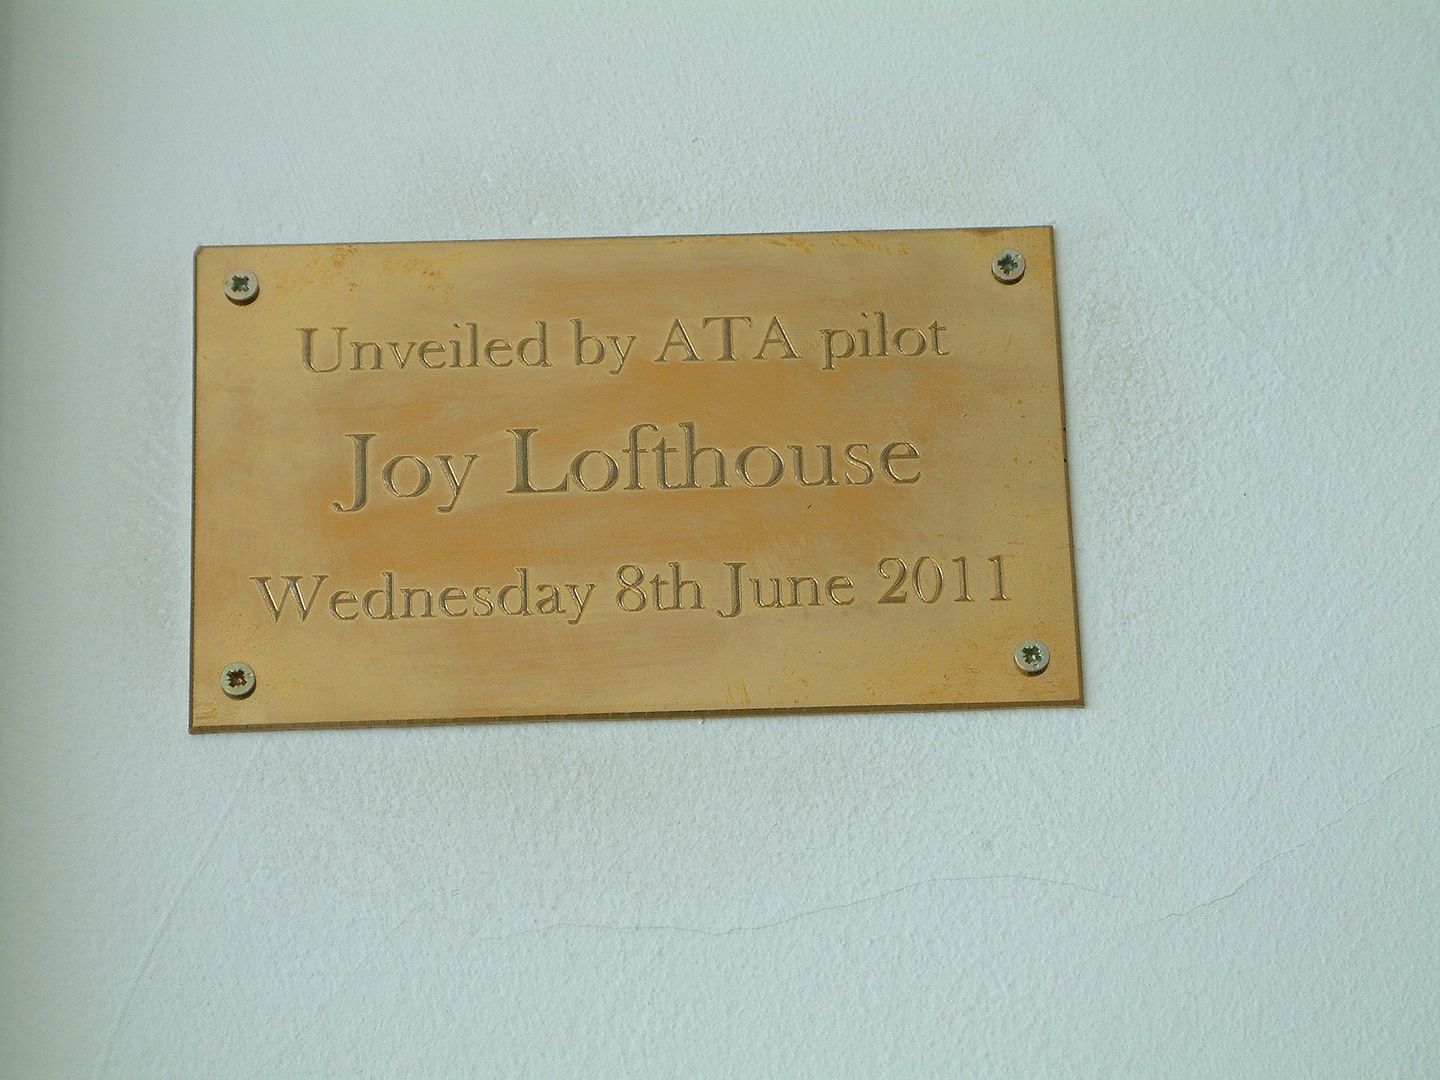 Unveiled by ATA pilot
Joy Lofthouse
Wednesday 8th June 2011